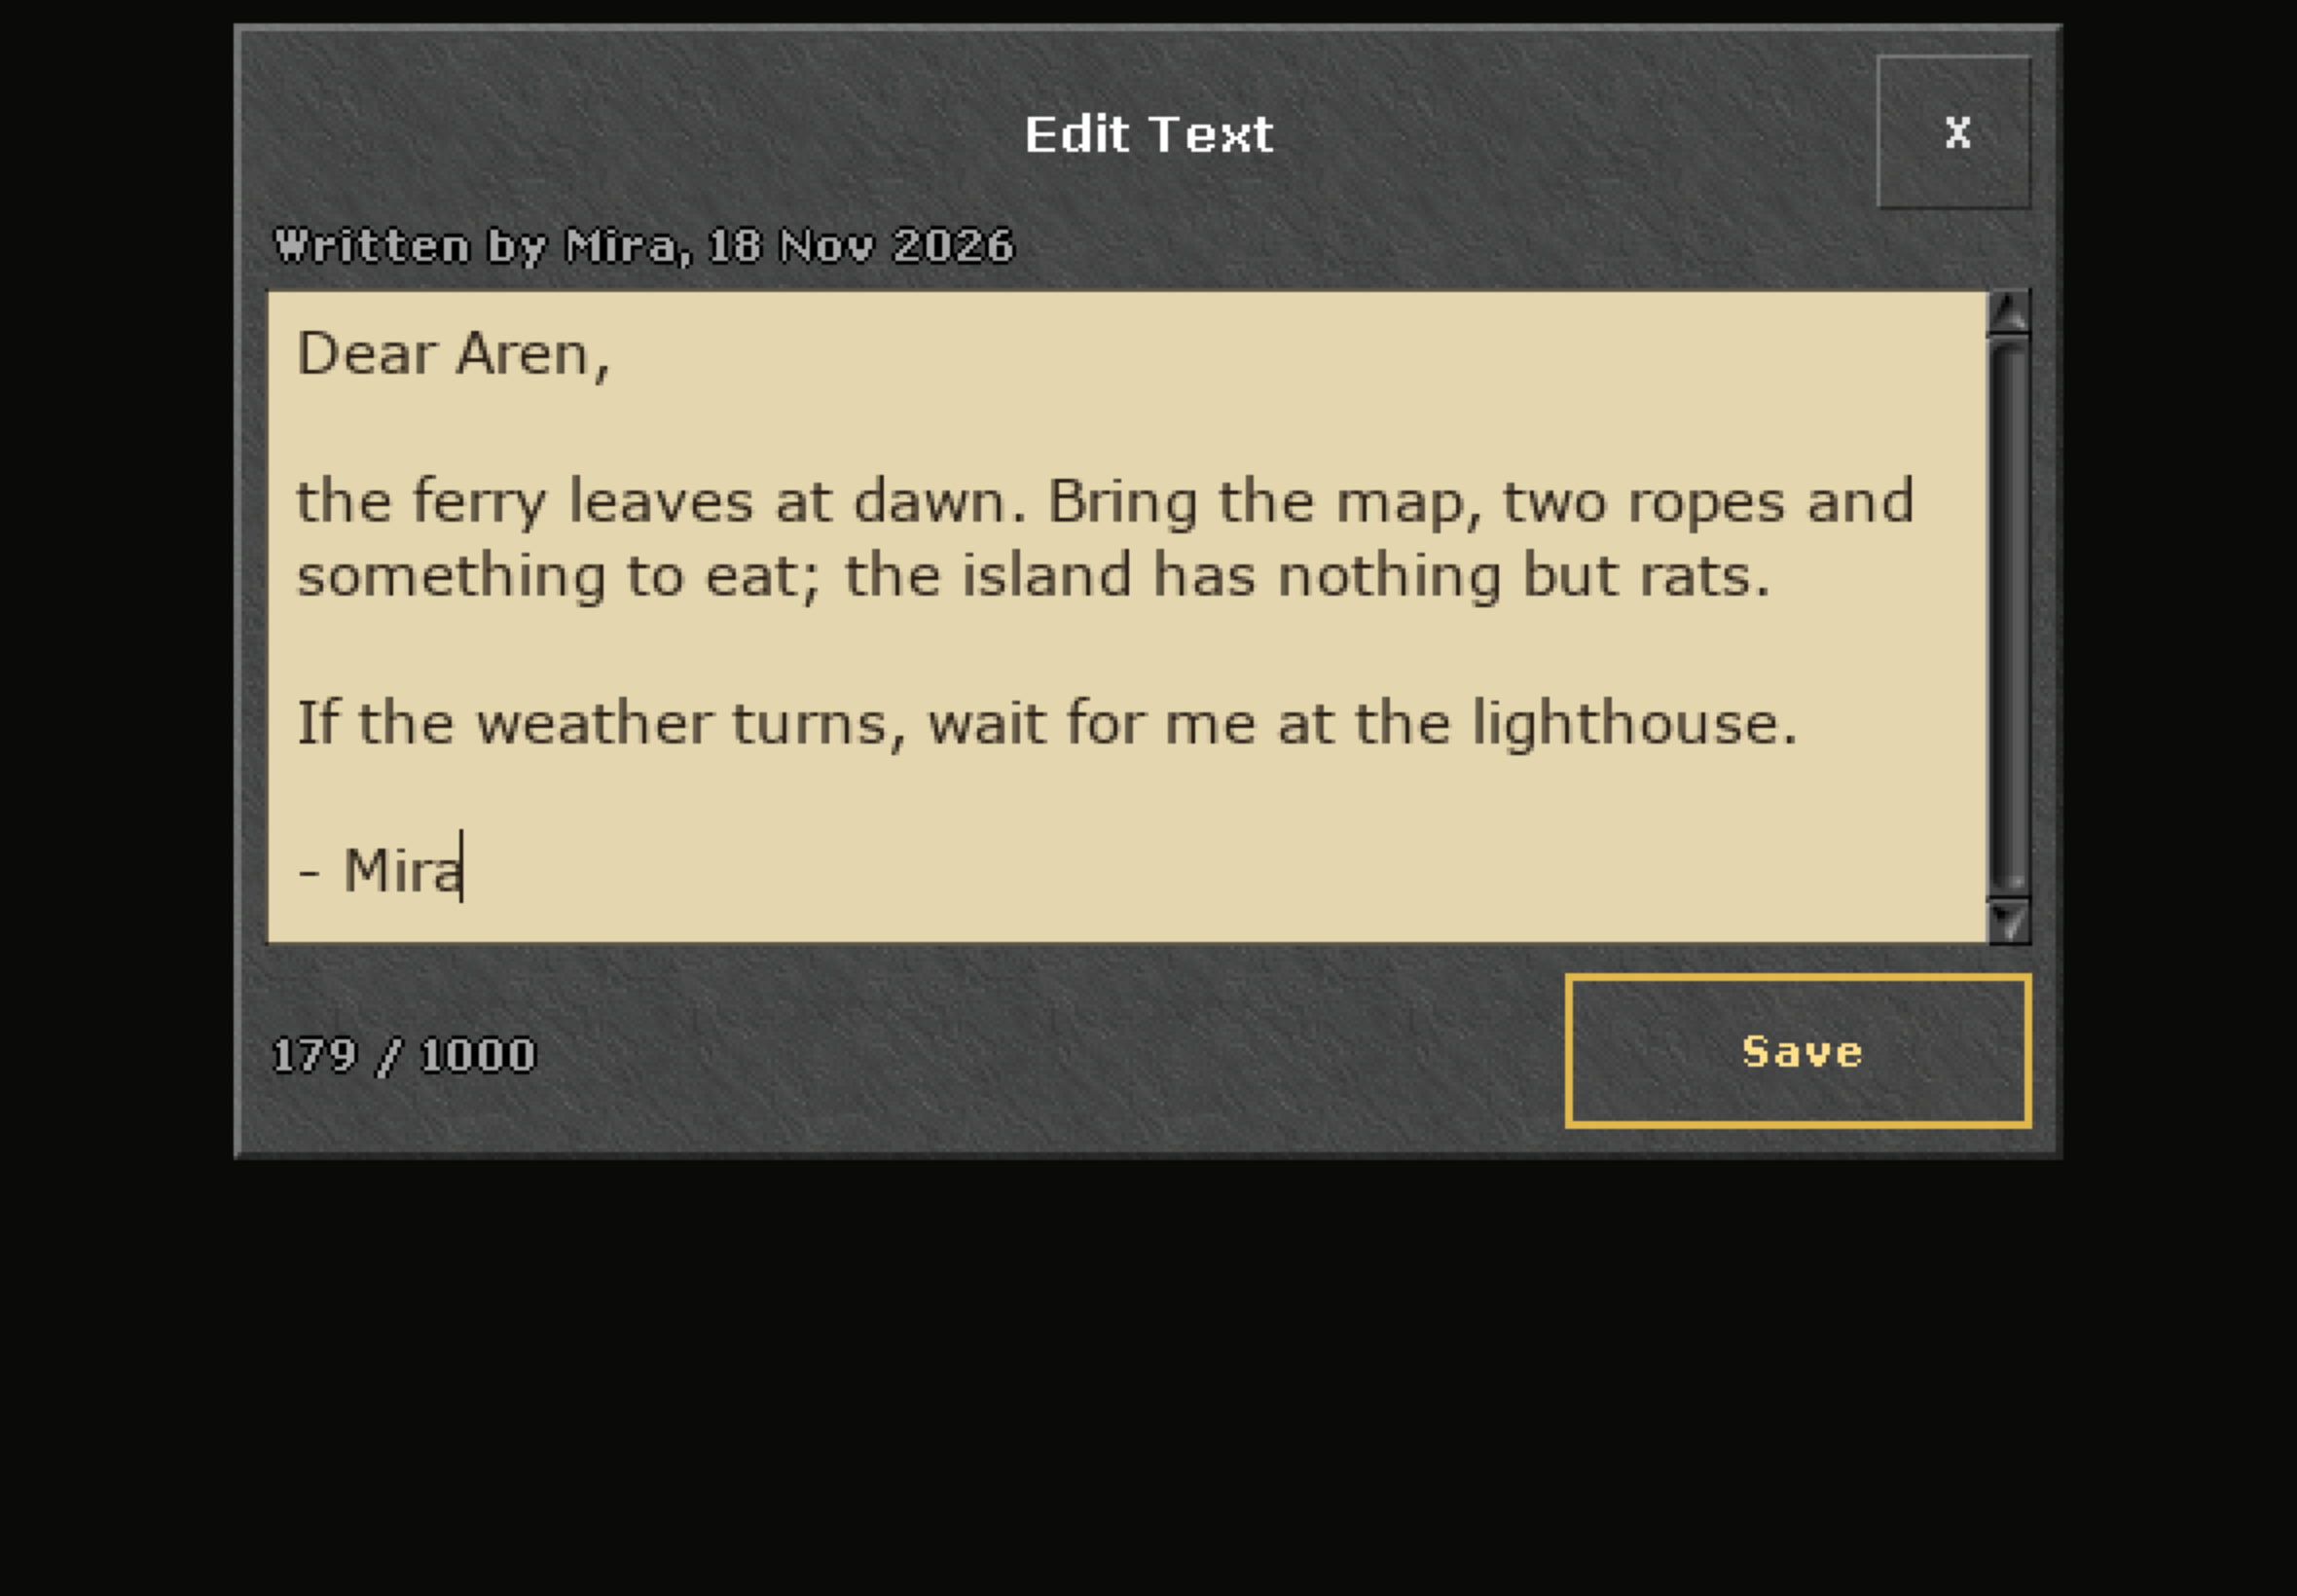 Edit Text
X
Written by Mira, 18 Nov 2026
Dear Aren,
the ferry leaves at dawn. Bring the map, two ropes and
something to eat; the island has nothing but rats.
If the weather turns, wait for me at the lighthouse.
- Mira
179 / 1000
Save